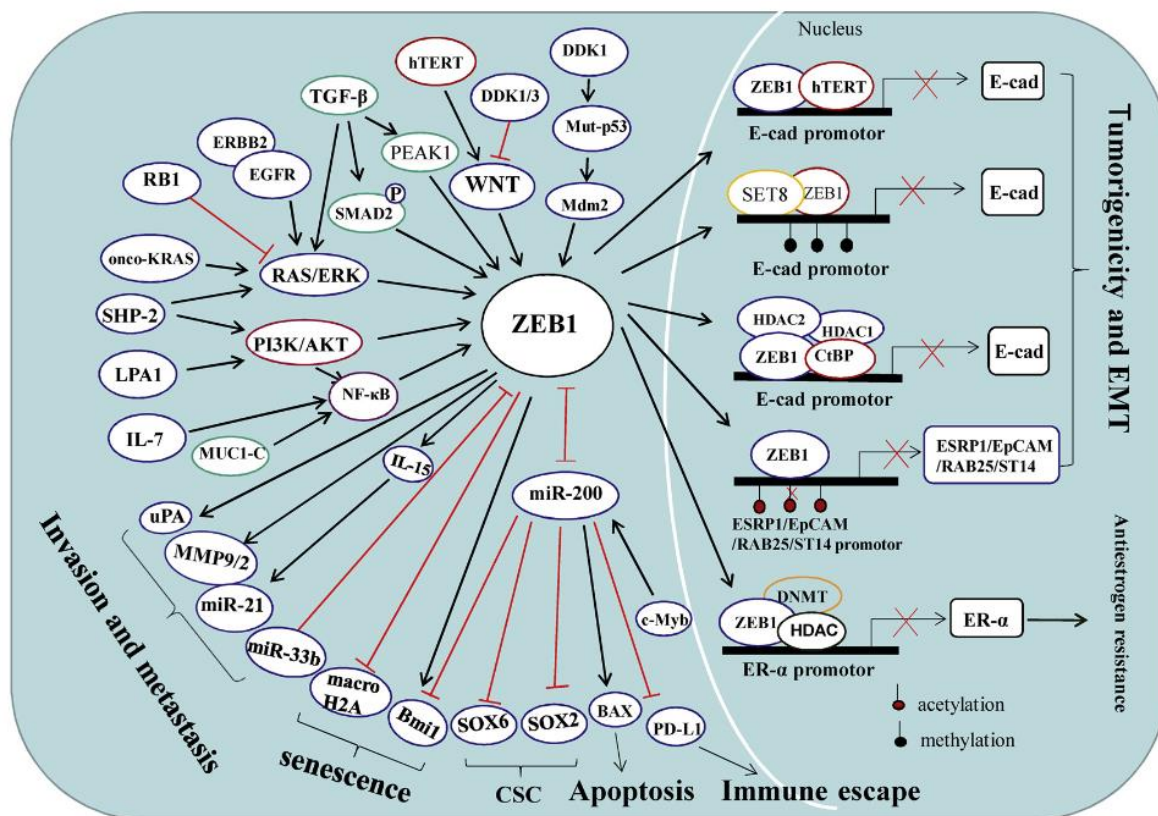 Nucleus
hTERT
DDK1
TGF-β
DDK1/3
ZEB1
hTERT
E-cad
E-cad promotor
ERBB2
EGFR
PEAK1
Mut-p53
RB1
WNT
P
SMAD2
Mdm2
SET8
ZEB1
E-cad
E-cad promotor
onco-KRAS
RAS/ERK
SHP-2
ZEB1
HDAC2
HDAC1
ZEB1
CtBP
E-cad
E-cad promotor
PI3K/AKT
LPA1
NF-κB
IL-7
MUC1-C
IL-15
miR-200
ZEB1
ESRP1/EpCAM
/RAB25/ST14
ESRP1/EpCAM
/RAB25/ST14 promotor
Tumorigenicity and EMT
uPA
MMP9/2
miR-21
miR-33b
macro
H2A
Bmi1
SOX6
SOX2
BAX
PD-L1
c-Myb
DNMT
ZEB1
HDAC
ER-α
ER-α promotor
Antiestrogen resistance
acetylation
methylation
Invasion and metastasis
senescence
CSC
Apoptosis
Immune escape